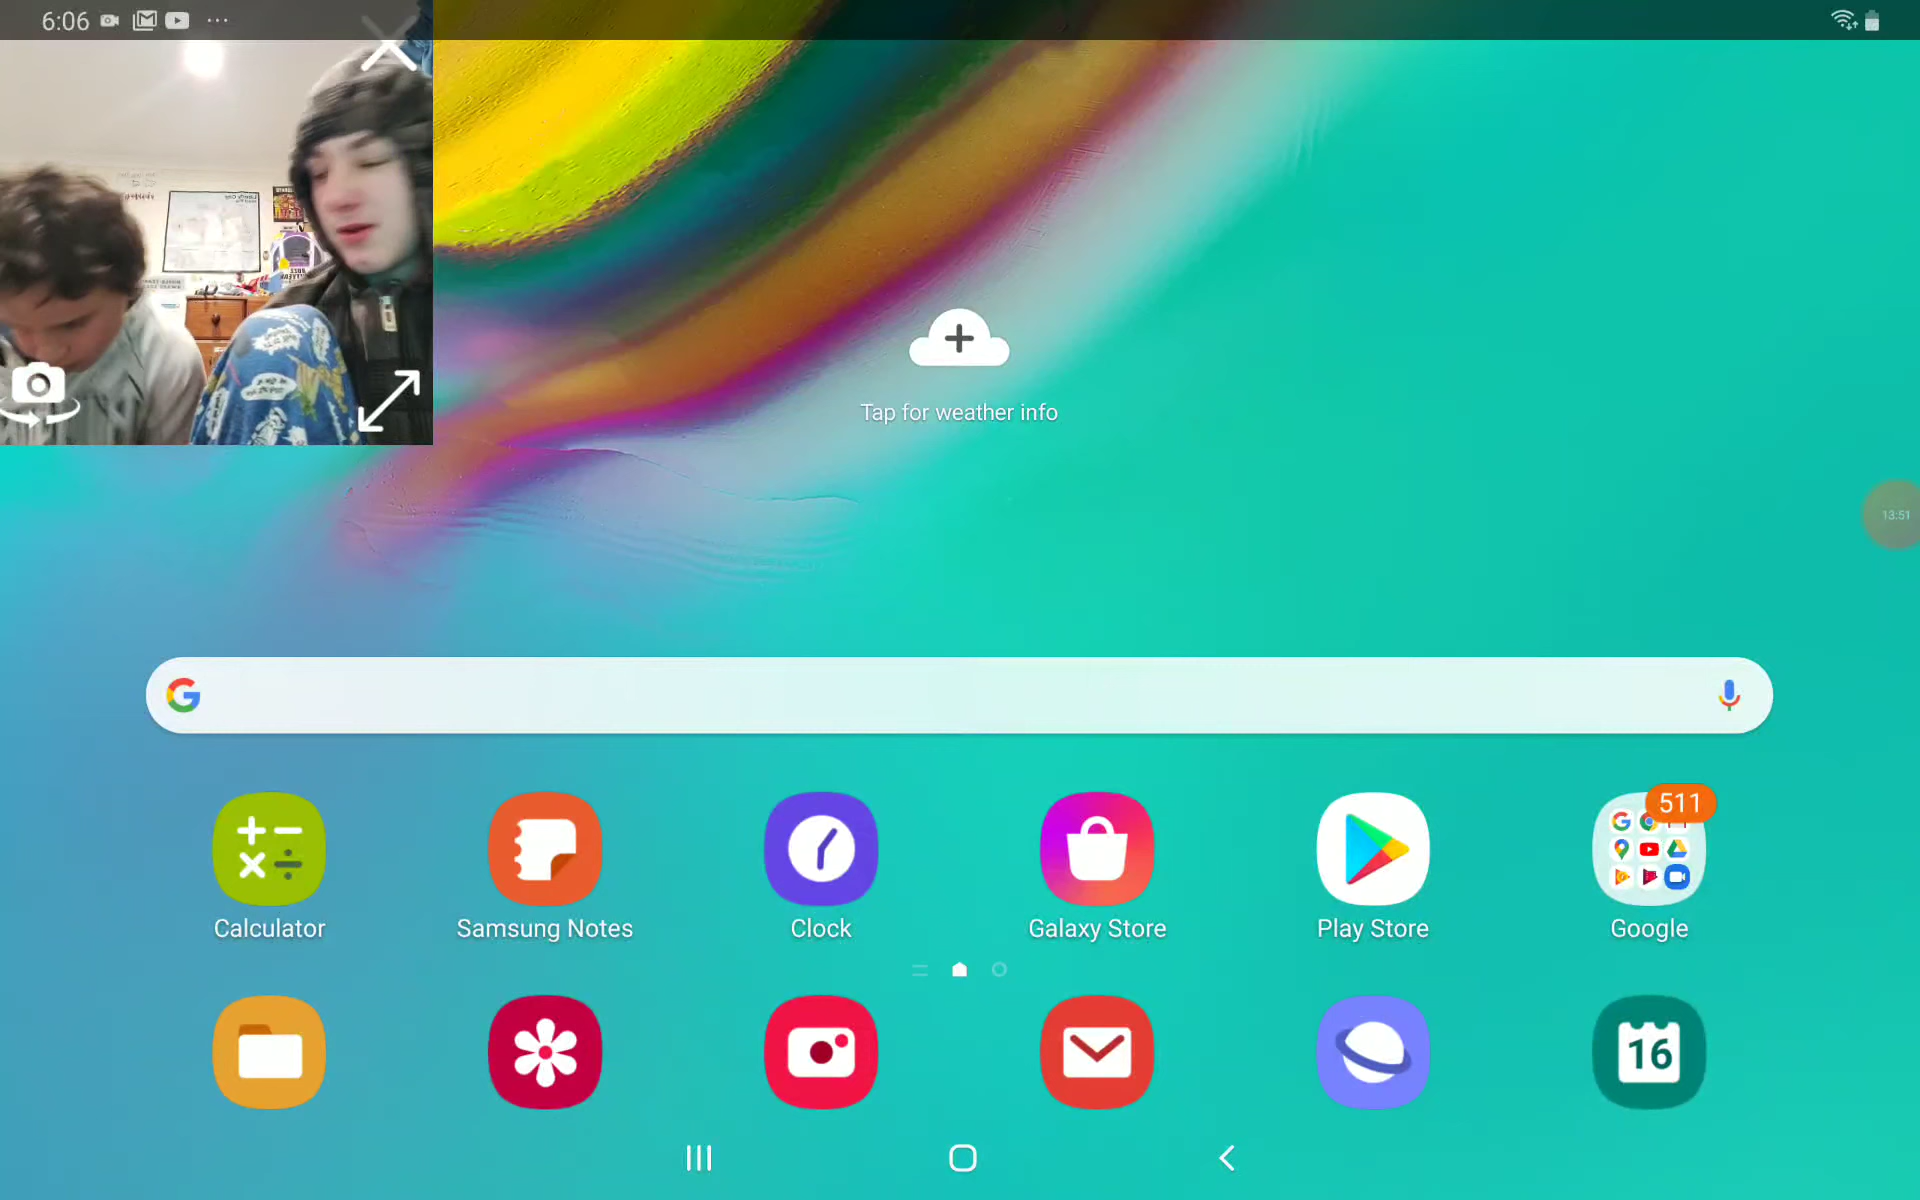 6:06
Tap for weather info
13:51
511
Calculator
Samsung Notes
Clock
Galaxy Store
Play Store
Google
16